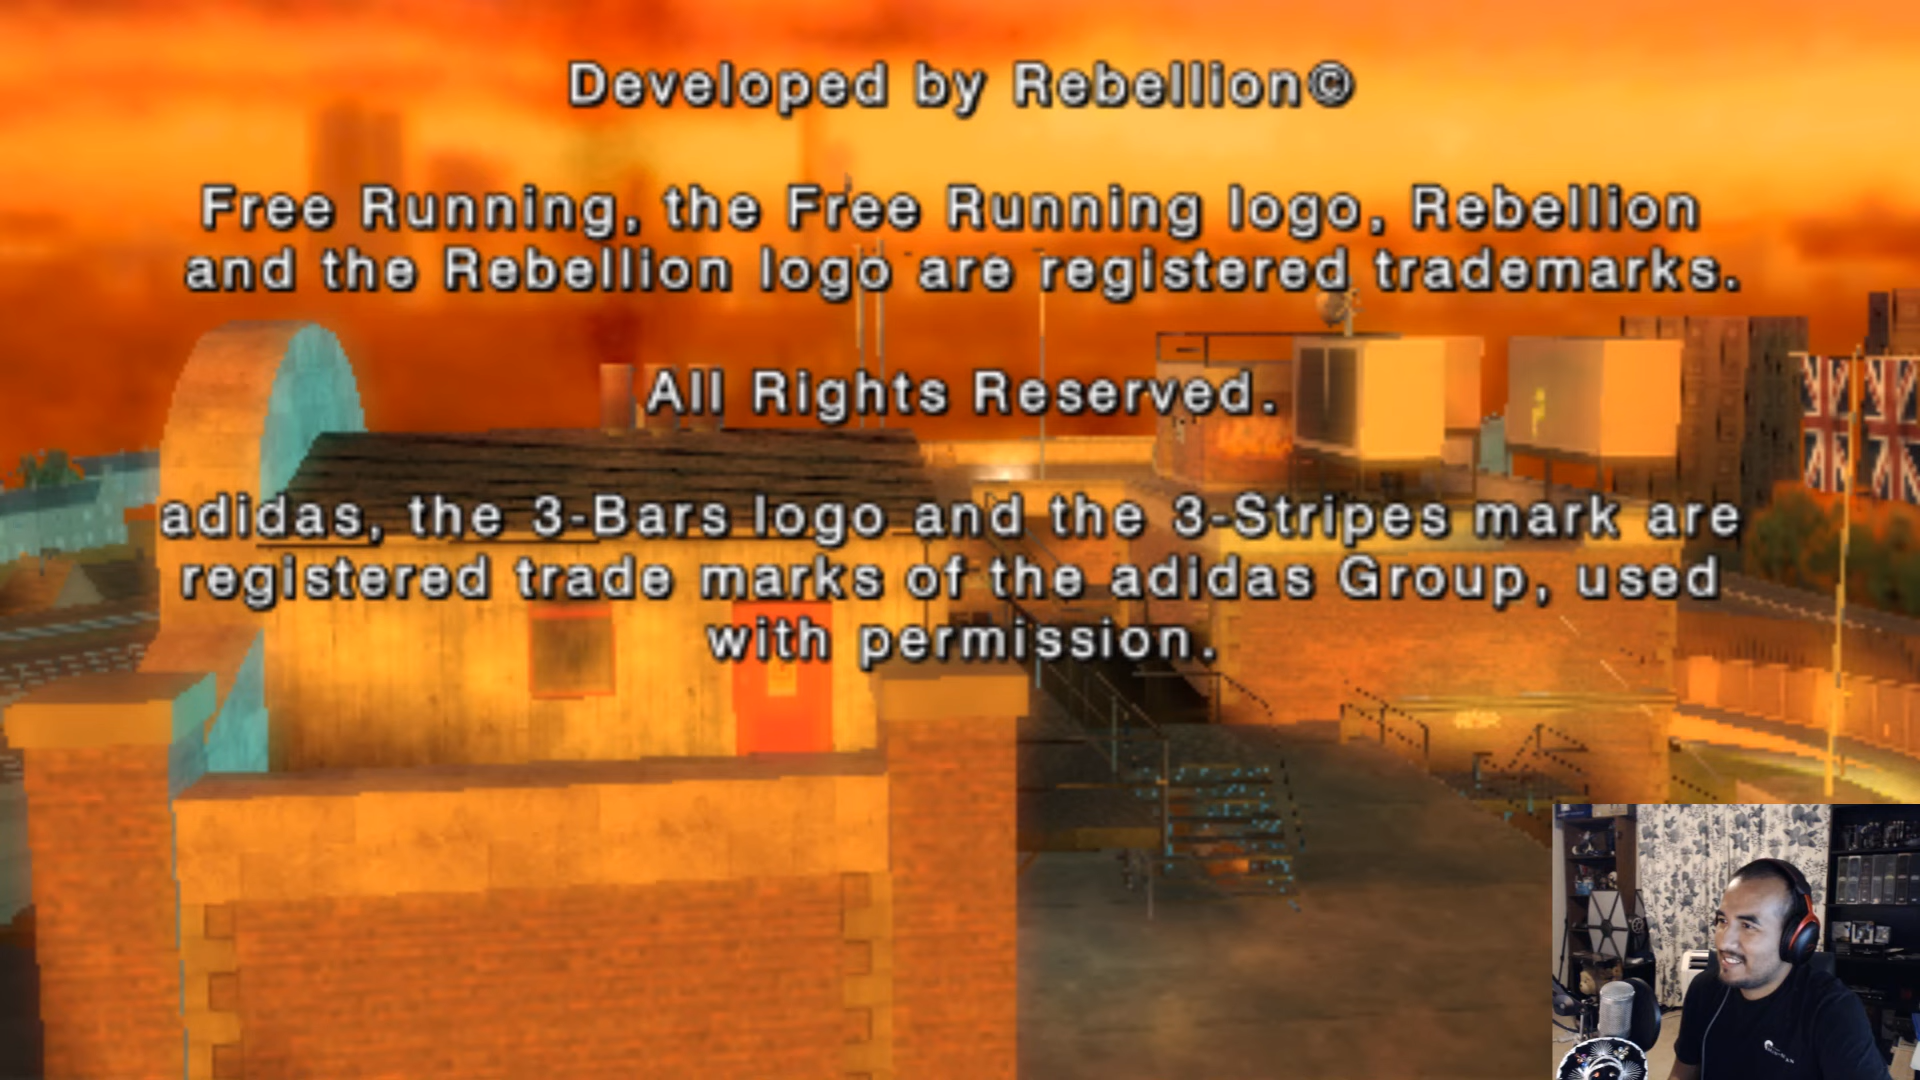 Developed by Rebellion©
Free Running, the Free Running logo, Rebellion
and the Rebellion logo are registered trademarks.
All Rights Reserved.
adidas, the 3-Bars logo and the 3-Stripes mark are
registered trade marks of the adidas Group, used
with permission.